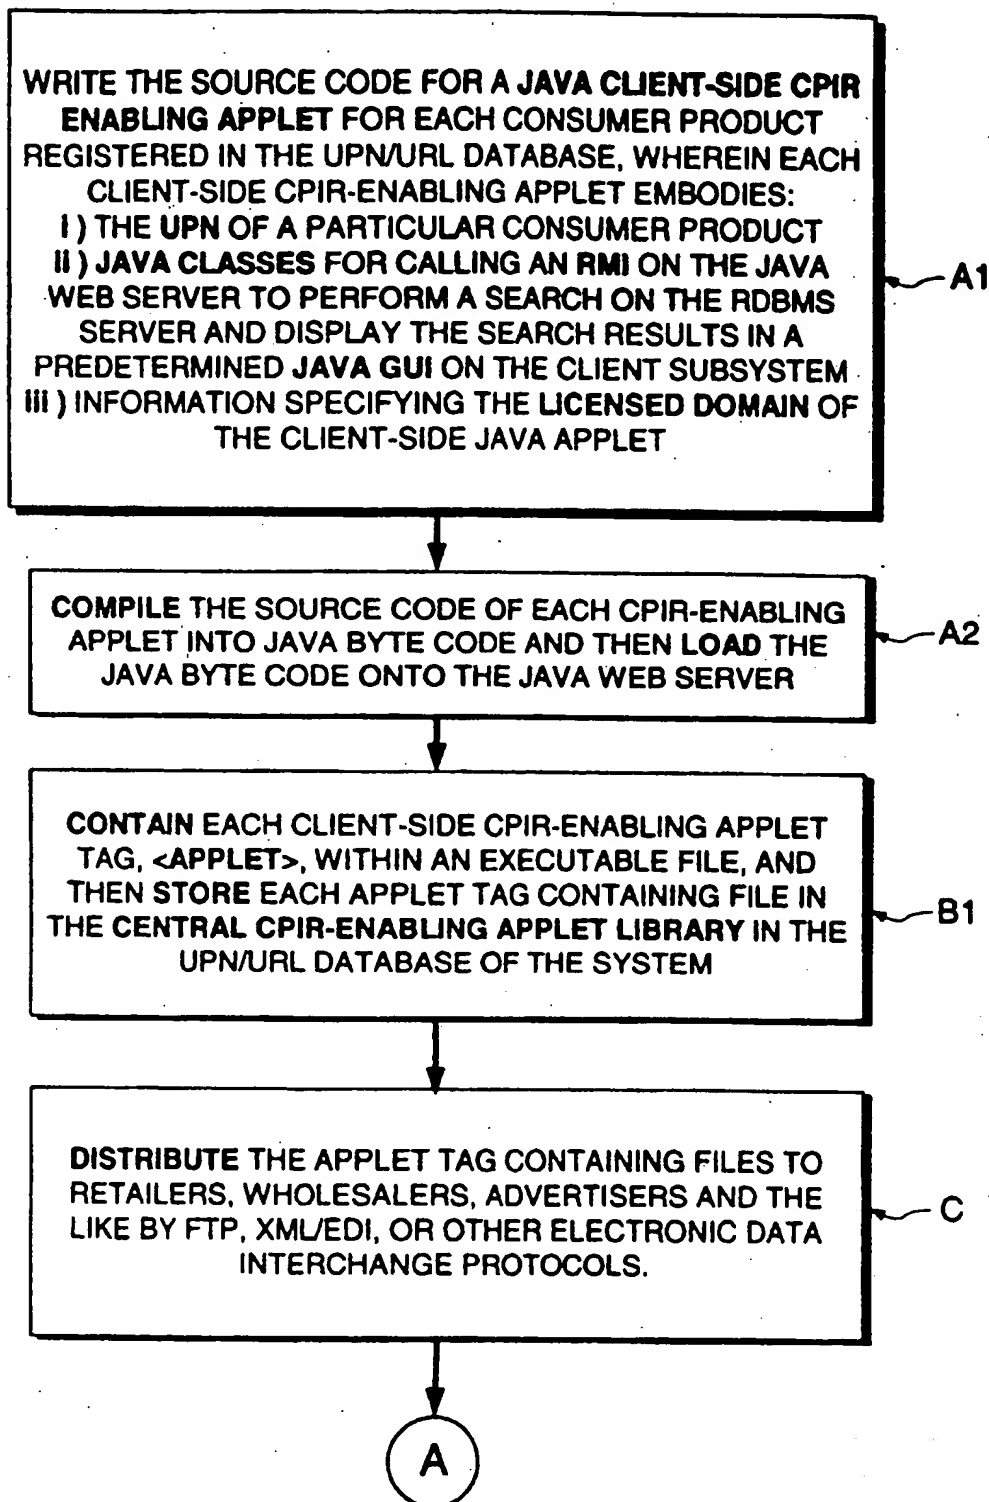 WRITE THE SOURCE CODE FOR A JAVA CLIENT-SIDE CPIR
ENABLING APPLET FOR EACH CONSUMER PRODUCT
REGISTERED IN THE UPN/URL DATABASE, WHEREIN EACH
CLIENT-SIDE CPIR-ENABLING APPLET EMBODIES:
I ) THE UPN OF A PARTICULAR CONSUMER PRODUCT
II ) JAVA CLASSES FOR CALLING AN RMI ON THE JAVA
WEB SERVER TO PERFORM A SEARCH ON THE RDBMS
SERVER AND DISPLAY THE SEARCH RESULTS IN A
PREDETERMINED JAVA GUI ON THE CLIENT SUBSYSTEM
III ) INFORMATION SPECIFYING THE LICENSED DOMAIN OF
THE CLIENT-SIDE JAVA APPLET
A1
COMPILE THE SOURCE CODE OF EACH CPIR-ENABLING
APPLET INTO JAVA BYTE CODE AND THEN LOAD THE
JAVA BYTE CODE ONTO THE JAVA WEB SERVER
A2
CONTAIN EACH CLIENT-SIDE CPIR-ENABLING APPLET
TAG, <APPLET>, WITHIN AN EXECUTABLE FILE, AND
THEN STORE EACH APPLET TAG CONTAINING FILE IN
THE CENTRAL CPIR-ENABLING APPLET LIBRARY IN THE
UPN/URL DATABASE OF THE SYSTEM
B1
DISTRIBUTE THE APPLET TAG CONTAINING FILES TO
RETAILERS, WHOLESALERS, ADVERTISERS AND THE
LIKE BY FTP, XML/EDI, OR OTHER ELECTRONIC DATA
INTERCHANGE PROTOCOLS.
C
A